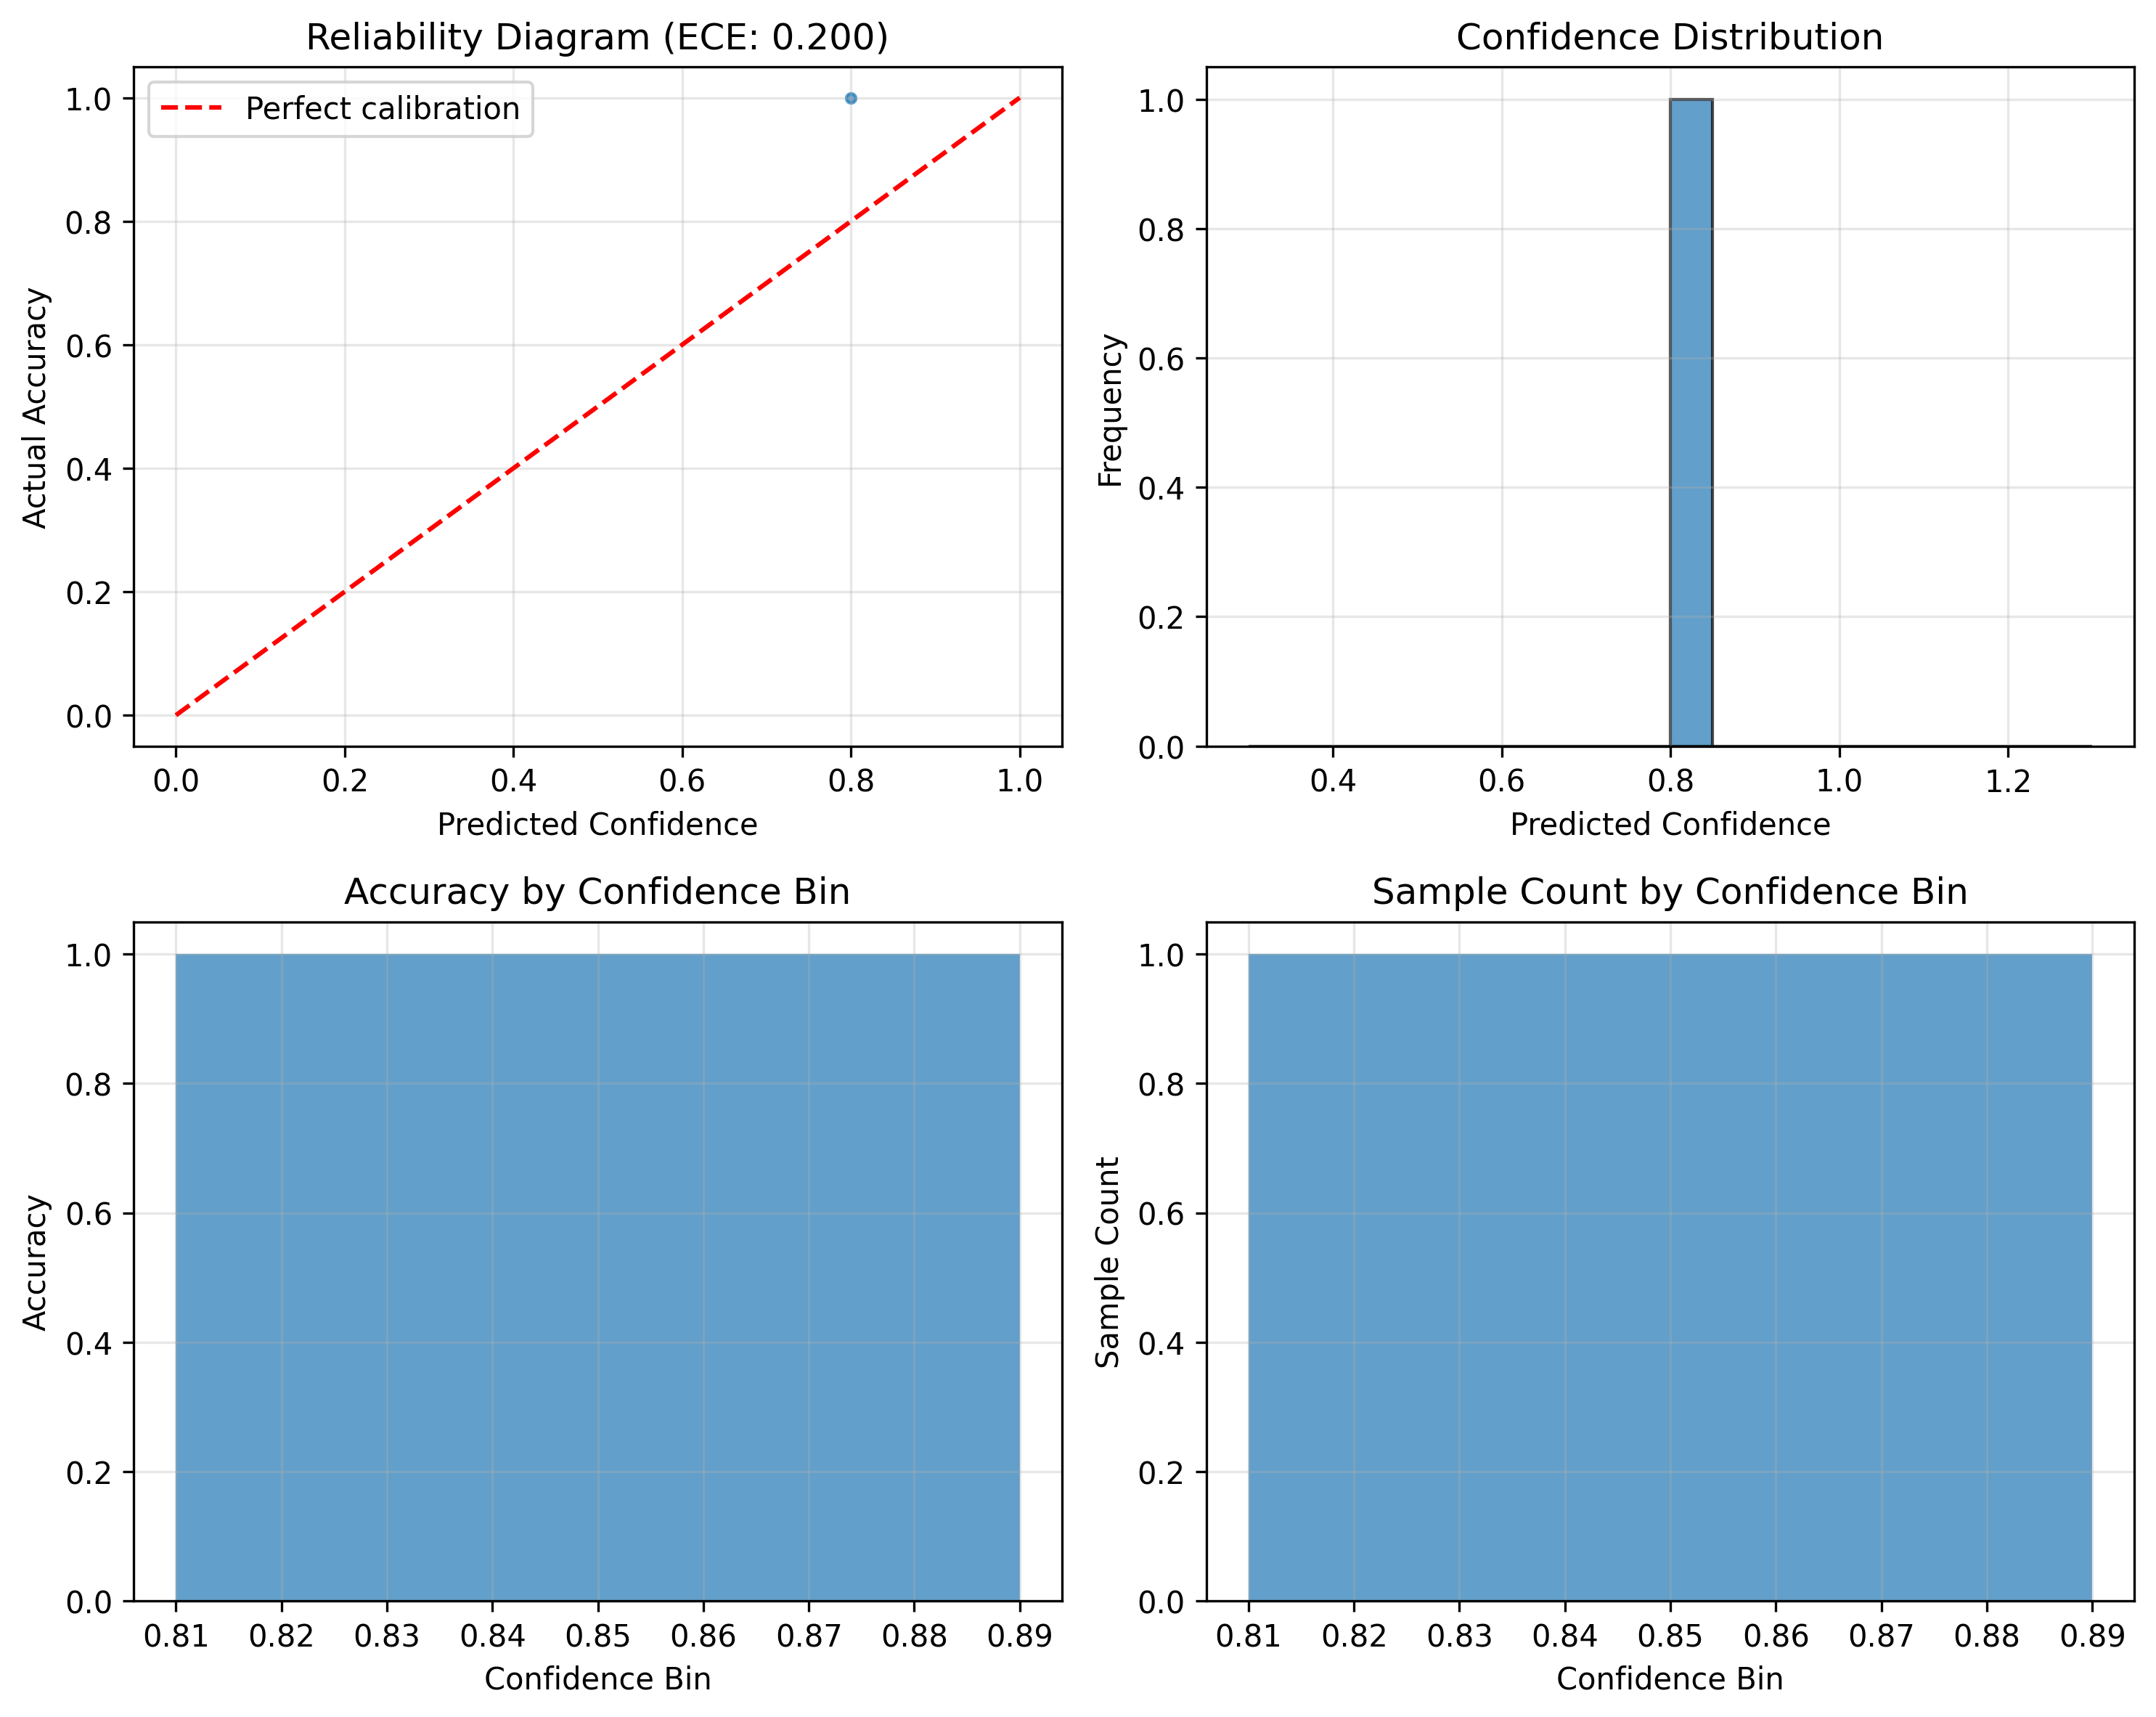 Reliability Diagram (ECE: 0.200)
Perfect calibration
Actual Accuracy
1.0
0.8
0.6
0.4
0.2
0.0
0.0 0.2 0.4 0.6 0.8 1.0
Predicted Confidence
Confidence Distribution
Frequency
1.0
0.8
0.6
0.4
0.2
0.0
0.4 0.6 0.8 1.0 1.2
Predicted Confidence
Accuracy by Confidence Bin
Accuracy
1.0
0.8
0.6
0.4
0.2
0.0
0.81 0.82 0.83 0.84 0.85 0.86 0.87 0.88 0.89
Confidence Bin
Sample Count by Confidence Bin
Sample Count
1.0
0.8
0.6
0.4
0.2
0.0
0.81 0.82 0.83 0.84 0.85 0.86 0.87 0.88 0.89
Confidence Bin